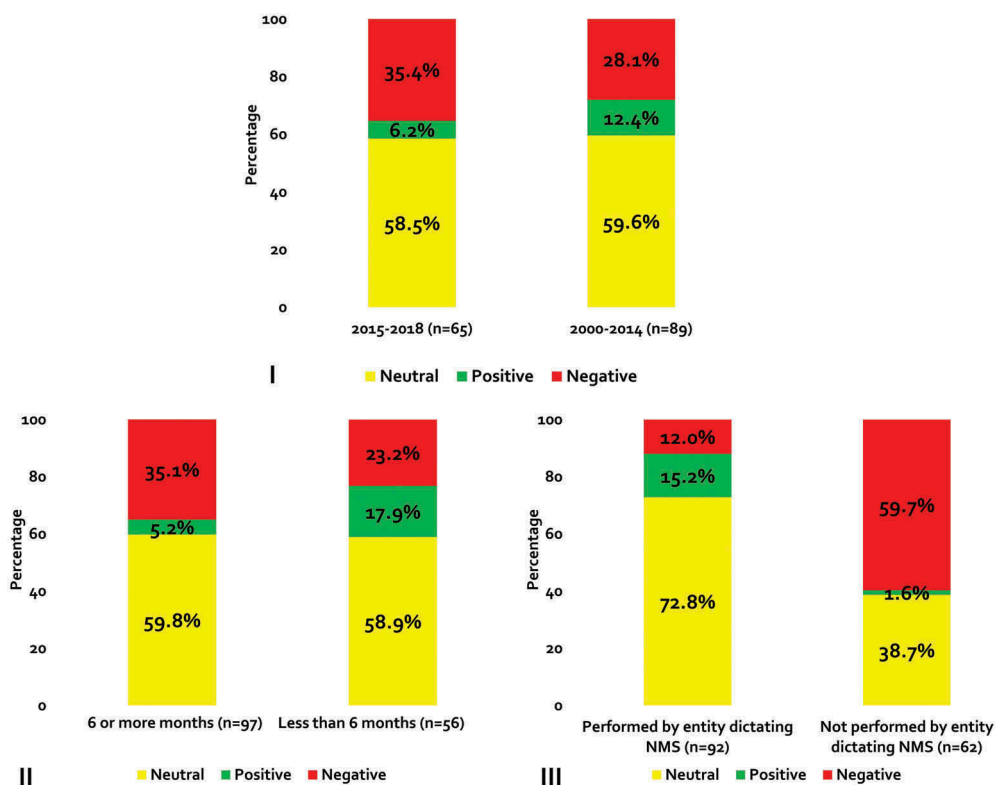 100
80
60
40
20
0
Percentage
35.4%
6.2%
58.5%
28.1%
12.4%
59.6%
2015-2018 (n=65)
2000-2014 (n=89)
I
Neutral Positive Negative
100
80
60
40
20
0
Percentage
35.1%
5.2%
59.8%
23.2%
17.9%
58.9%
6 or more months (n=97)
Less than 6 months (n=56)
II
Neutral Positive Negative
100
80
60
40
20
0
Percentage
12.0%
15.2%
72.8%
59.7%
1.6%
38.7%
Performed by entity dictating
NMS (n=92)
Not performed by entity
dictating NMS (n=62)
III
Neutral Positive Negative